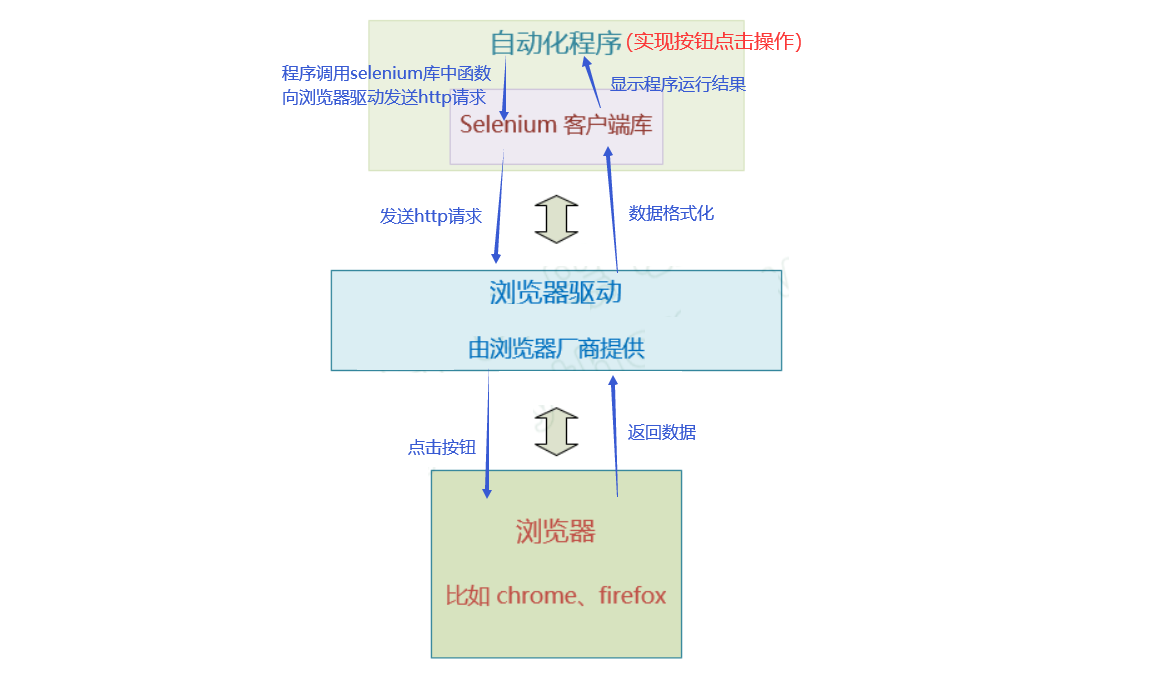 自动化程序(实现按钮点击操作)
程序调用selenium库中函数
向浏览器驱动发送http请求
显示程序运行结果
Selenium 客户端库
发送http请求
数据格式化
浏览器驱动
由浏览器厂商提供
点击按钮
返回数据
浏览器
比如 chrome、firefox